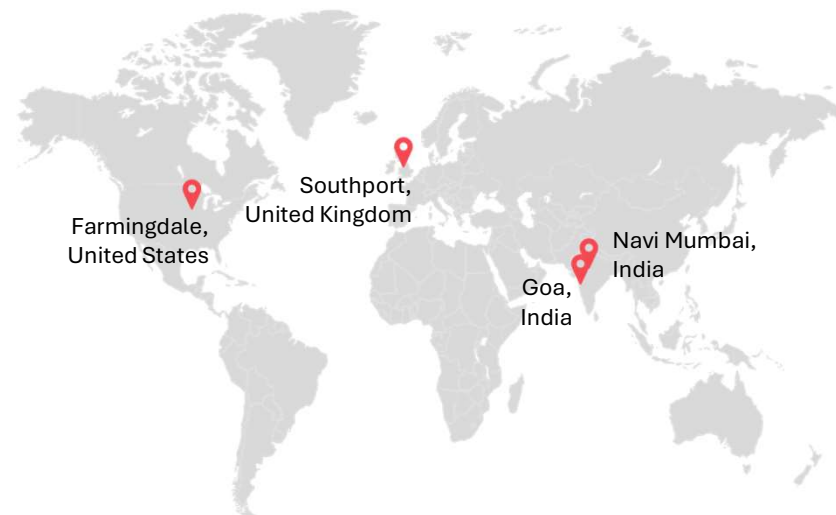 Southport,
United Kingdom
Farmingdale,
United States
Navi Mumbai,
India
Goa,
India